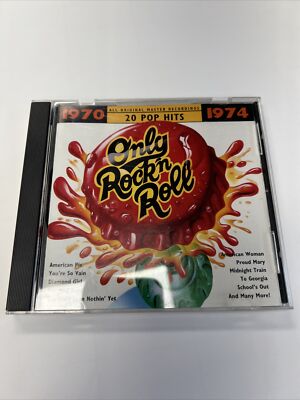 1970
ALL ORIGINAL MASTER RECORDINGS
20 POP HITS
1974
Only
Rock 'n
Roll
American Pie
You're So Vain
Diamond Girl
Nothin' Yet
American Woman
Proud Mary
Midnight Train
To Georgia
School's Out
And Many More!